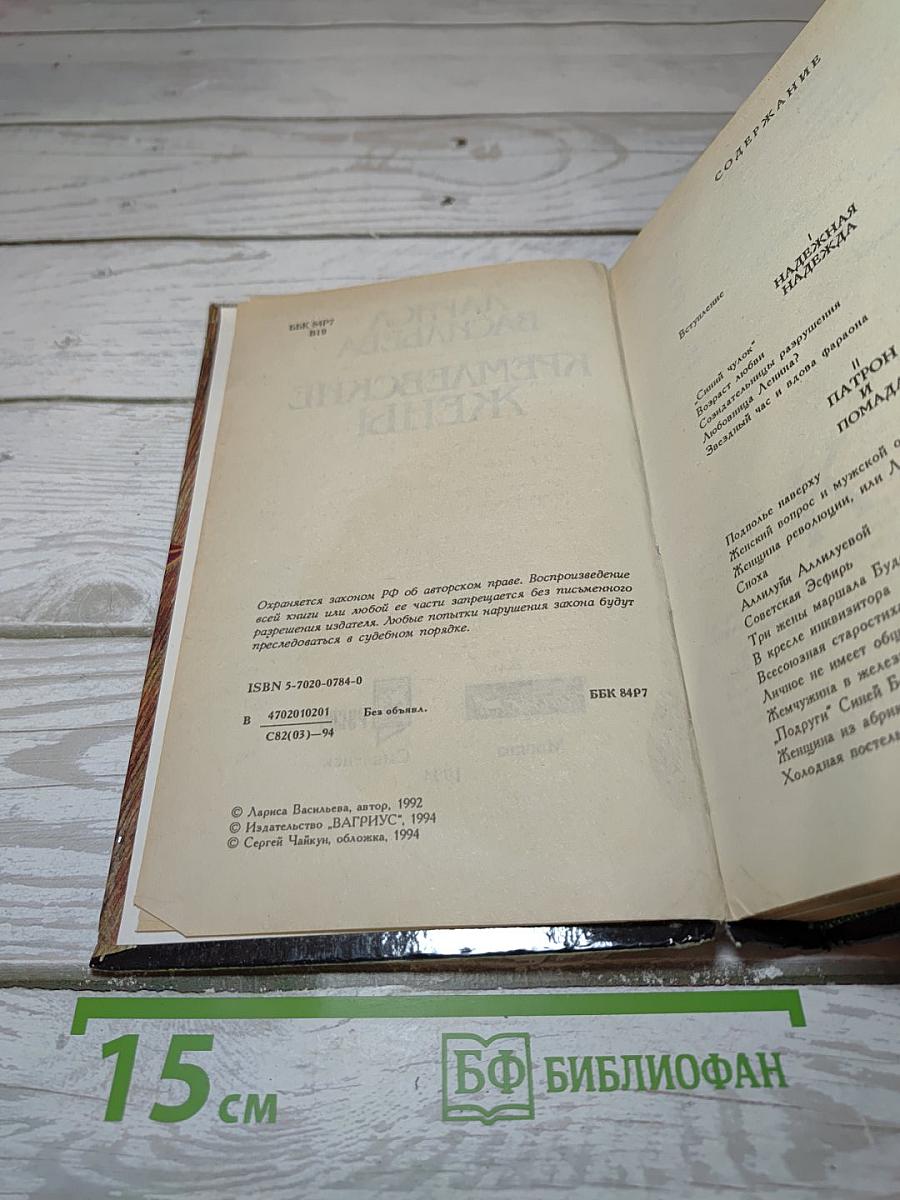 ББК 84Р7
В19
Охраняется законом РФ об авторском праве. Воспроизведение
всей книги или любой ее части запрещается без письменного
разрешения издателя. Любые попытки нарушения закона будут
преследоваться в судебном порядке.
ISBN 5-7020-0784-0
В 4702010201 Без объявл.
С82(03)—94
ББК 84Р7
© Лариса Васильева, автор, 1992
© Издательство „ВАГРИУС", 1994
© Сергей Чайкун, обложка, 1994
СОДЕРЖАНИЕ
I
НАДЕЖНАЯ
НАДЕЖДА
Вступление
„Синий чулок"
Возраст любви
Созидательницы разрушения
Любовница Ленина?
Звездный час и вдова фараона
II
ПАТРОН
И
ПОМАДА
Подполье наверху
Женский вопрос и мужской
Женщина революции, или
Сноха
Аллилуйя Аллилуевой
Советская Эсфирь
Три жены маршала
В кресле инквизитора
Всесоюзная
Личное не имеет
Жемчужина в
„Подруги" Синей
Женщина из
Холодная
15 см
БФ БИБЛИОФАН